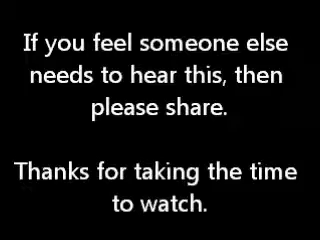 If you feel someone else
needs to hear this, then
please share.
Thanks for taking the time
to watch.